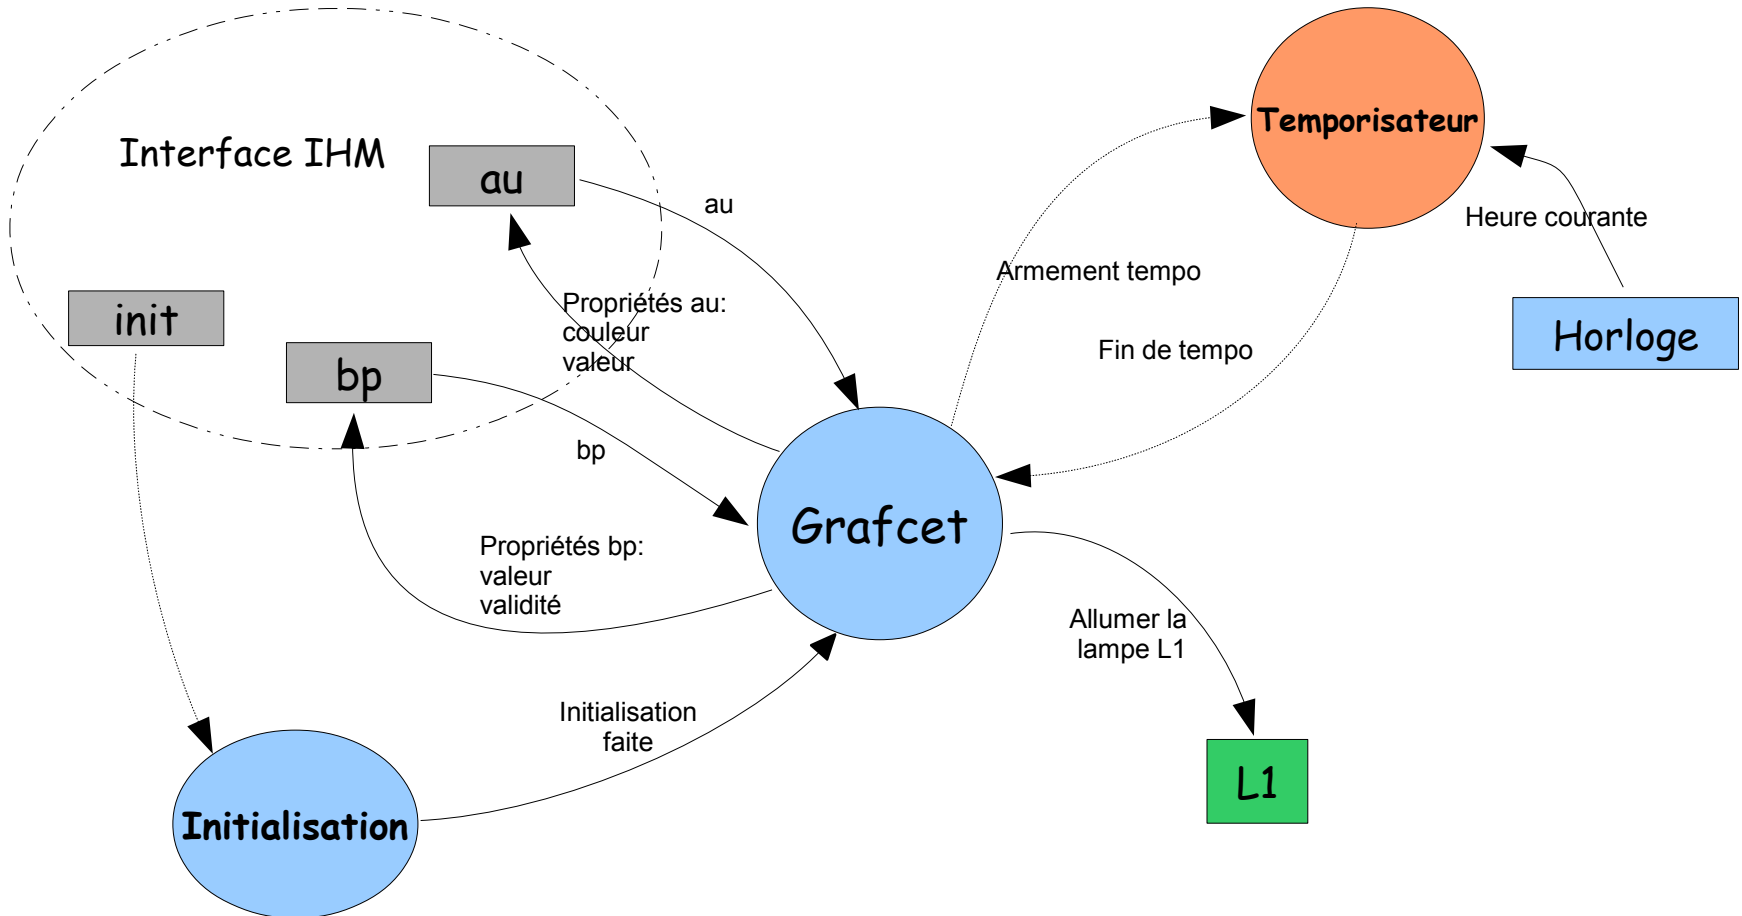 Temporisateur
Interface IHM
au
au
Heure courante
Armement tempo
Propriétés au:
couleur
valeur
init
Horloge
Fin de tempo
bp
bp
Grafcet
Propriétés bp:
valeur
validité
Allumer la
lampe L1
Initialisation
faite
L1
Initialisation